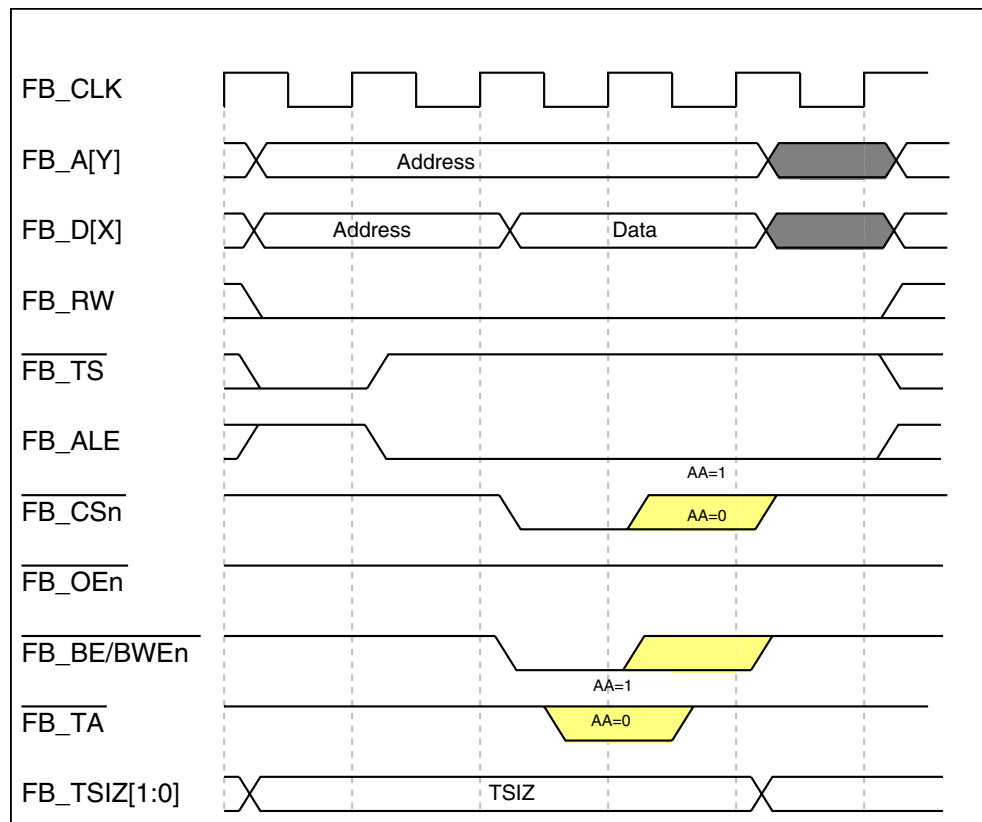 FB_CLK
FB_A[Y]
Address
FB_D[X]
Address
Data
FB_RW
FB_TS
FB_ALE
AA=1
FB_CSn
AA=0
FB_OEn
FB_BE/BWEn
AA=1
FB_TA
AA=0
FB_TSIZ[1:0]
TSIZ